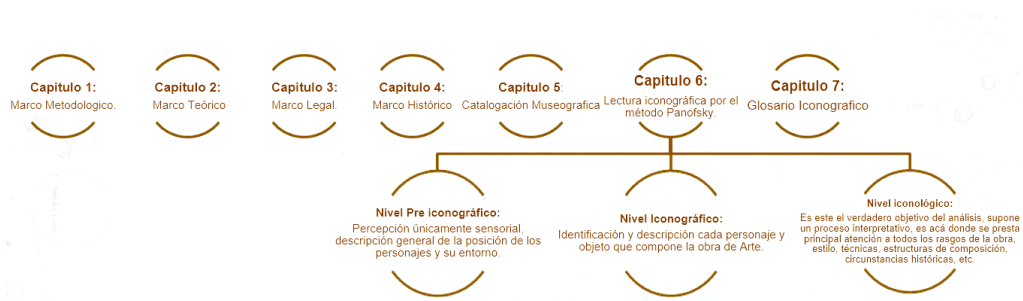 Capitulo 1:
Marco Metodologico.
Capitulo 2:
Marco Teórico
Capitulo 3:
Marco Legal.
Capitulo 4:
Marco Histórico
Capitulo 5:
Catalogación Museografica
Capitulo 6:
Lectura iconográfica por el
método Panofsky.
Capitulo 7:
Glosario Iconografico
Nivel Pre iconográfico:
Percepción únicamente sensorial,
descripción general de la posición de los
personajes y su entorno.
Nivel Iconográfico:
Identificación y descripción cada personaje y
objeto que compone la obra de Arte.
Nivel iconológico:
Es este el verdadero objetivo del análisis, supone
un proceso interpretativo, es acá donde se presta
principal atención a todos los rasgos de la obra,
estilo, técnicas, estructuras de composición,
circunstancias históricas, etc.